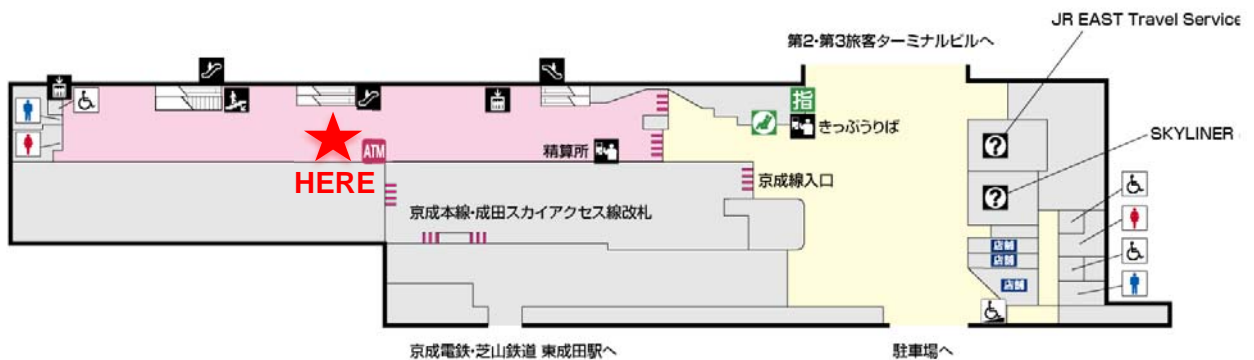 JR EAST Travel Service
第2・第3旅客ターミナルビルへ
指
きっぷうりば
?
SKYLINER
ATM
精算所
HERE
京成線入口
?
京成本線・成田スカイアクセス線改札
店舗
店舗
店舗
京成電鉄・芝山鉄道 東成田駅へ
駐車場へ